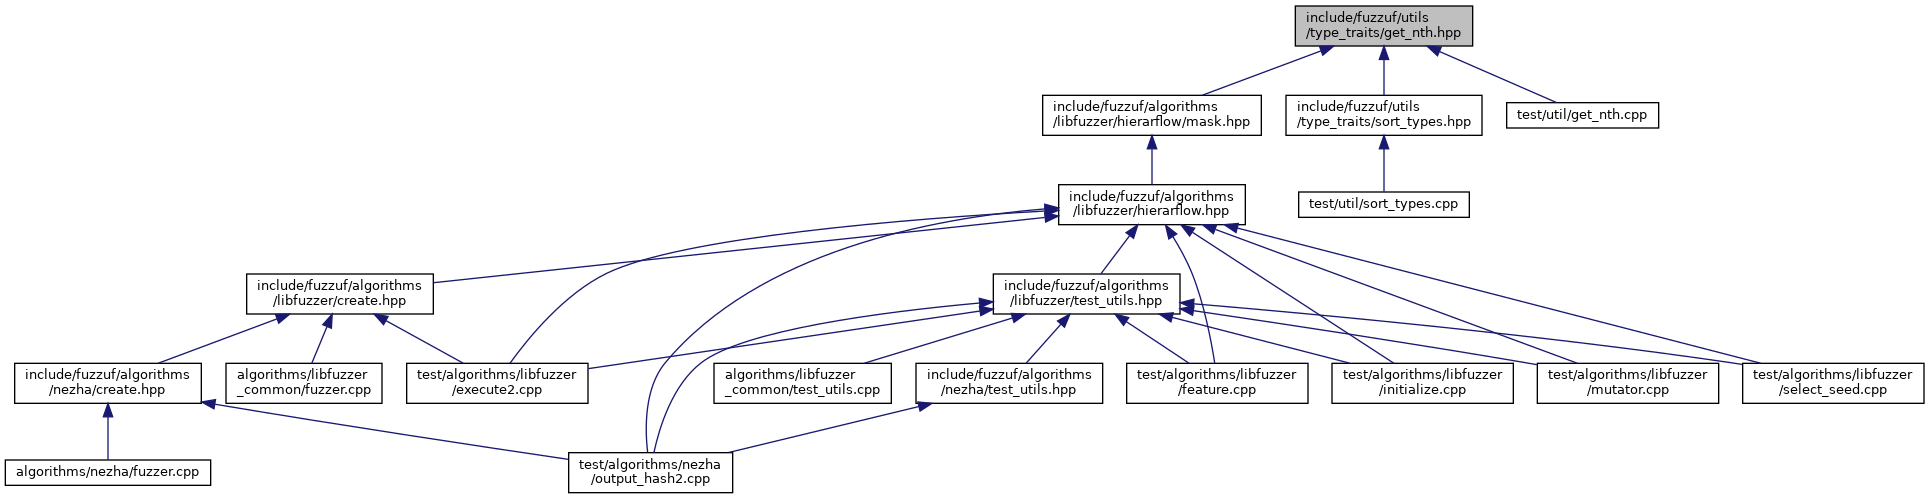 include/fuzzuf/utils
/type_traits/get_nth.hpp
include/fuzzuf/algorithms
/libfuzzer/hierarflow/mask.hpp
include/fuzzuf/utils
/type_traits/sort_types.hpp
test/util/get_nth.cpp
include/fuzzuf/algorithms
/libfuzzer/hierarflow.hpp
test/util/sort_types.cpp
include/fuzzuf/algorithms
/libfuzzer/create.hpp
include/fuzzuf/algorithms
/libfuzzer/test_utils.hpp
include/fuzzuf/algorithms
/nezha/create.hpp
algorithms/libfuzzer
_common/fuzzer.cpp
test/algorithms/libfuzzer
/execute2.cpp
algorithms/libfuzzer
_common/test_utils.cpp
include/fuzzuf/algorithms
/nezha/test_utils.hpp
test/algorithms/libfuzzer
/feature.cpp
test/algorithms/libfuzzer
/initialize.cpp
test/algorithms/libfuzzer
/mutator.cpp
test/algorithms/libfuzzer
/select_seed.cpp
algorithms/nezha/fuzzer.cpp
test/algorithms/nezha
/output_hash2.cpp